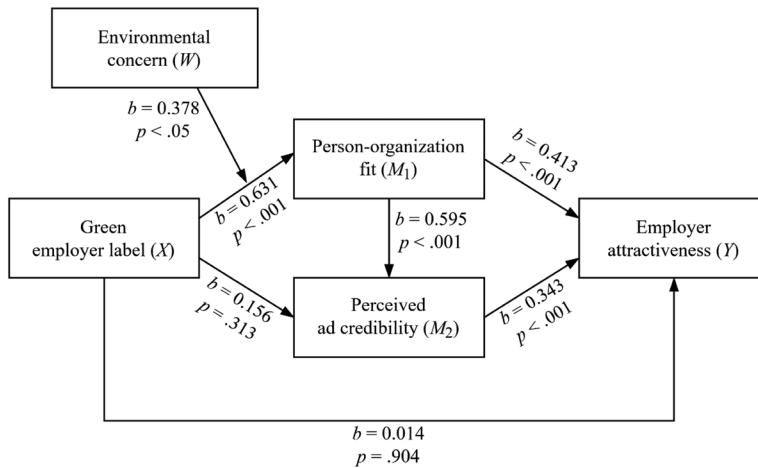 Environmental
concern (W)
b = 0.378
p < .05
Person-organization
fit (M₁)
b = 0.413
p < .001
b = 0.631
p < .001
b = 0.595
p < .001
Green
employer label (X)
Employer
attractiveness (Y)
b = 0.156
p = .313
Perceived
ad credibility (M₂)
b = 0.343
p < .001
b = 0.014
p = .904